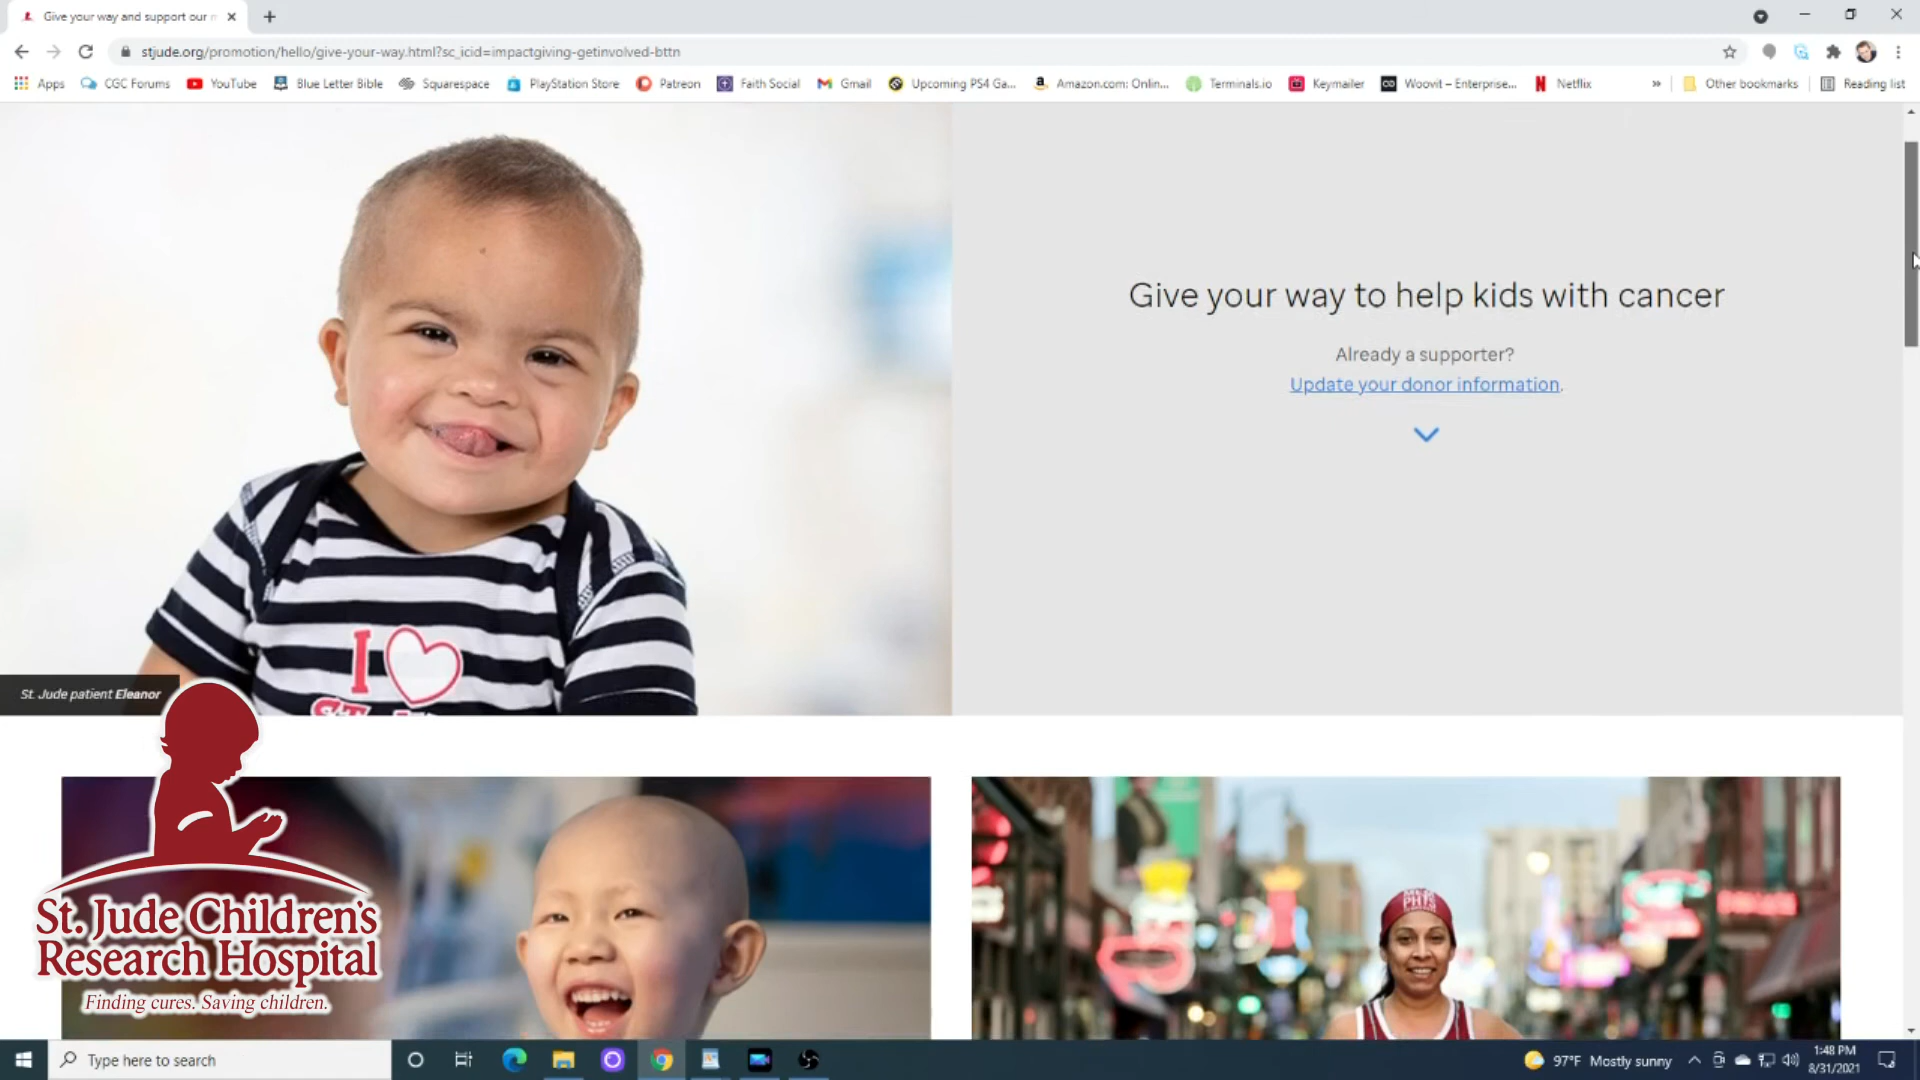 Give your way and support our m
stjude.org/promotion/hello/give-your-way.html?sc_icid=impactgiving-getinvolved-bttn
Apps
CGC Forums
YouTube
Blue Letter Bible
Squarespace
PlayStation Store
Patreon
Faith Social
Gmail
Upcoming PS4 Ga...
Amazon.com: Onlin...
Terminals.io
Keymailer
Woovit – Enterprise...
Netflix
»
Other bookmarks
Reading list
Give your way to help kids with cancer
Already a supporter?
Update your donor information.
I
St. Jude patient Eleanor
St. Jude Children's
Research Hospital
Finding cures. Saving children.
Type here to search
97°F Mostly sunny
1:48 PM
8/31/2021